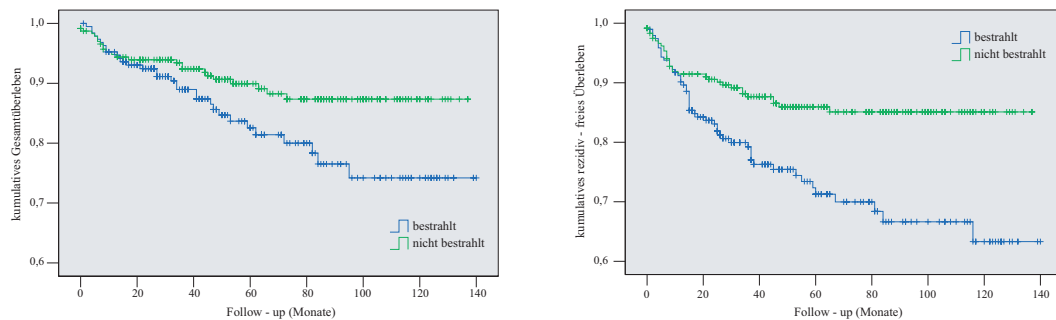 kumulatives Gesamtüberleben
1,0
0,9
0,8
0,7
0,6
0 20 40 60 80 100 120 140
Follow - up (Monate)
bestrahlt
nicht bestrahlt
kumulatives rezidiv - freies Überleben
1,0
0,9
0,8
0,7
0,6
0 20 40 60 80 100 120 140
Follow - up (Monate)
bestrahlt
nicht bestrahlt